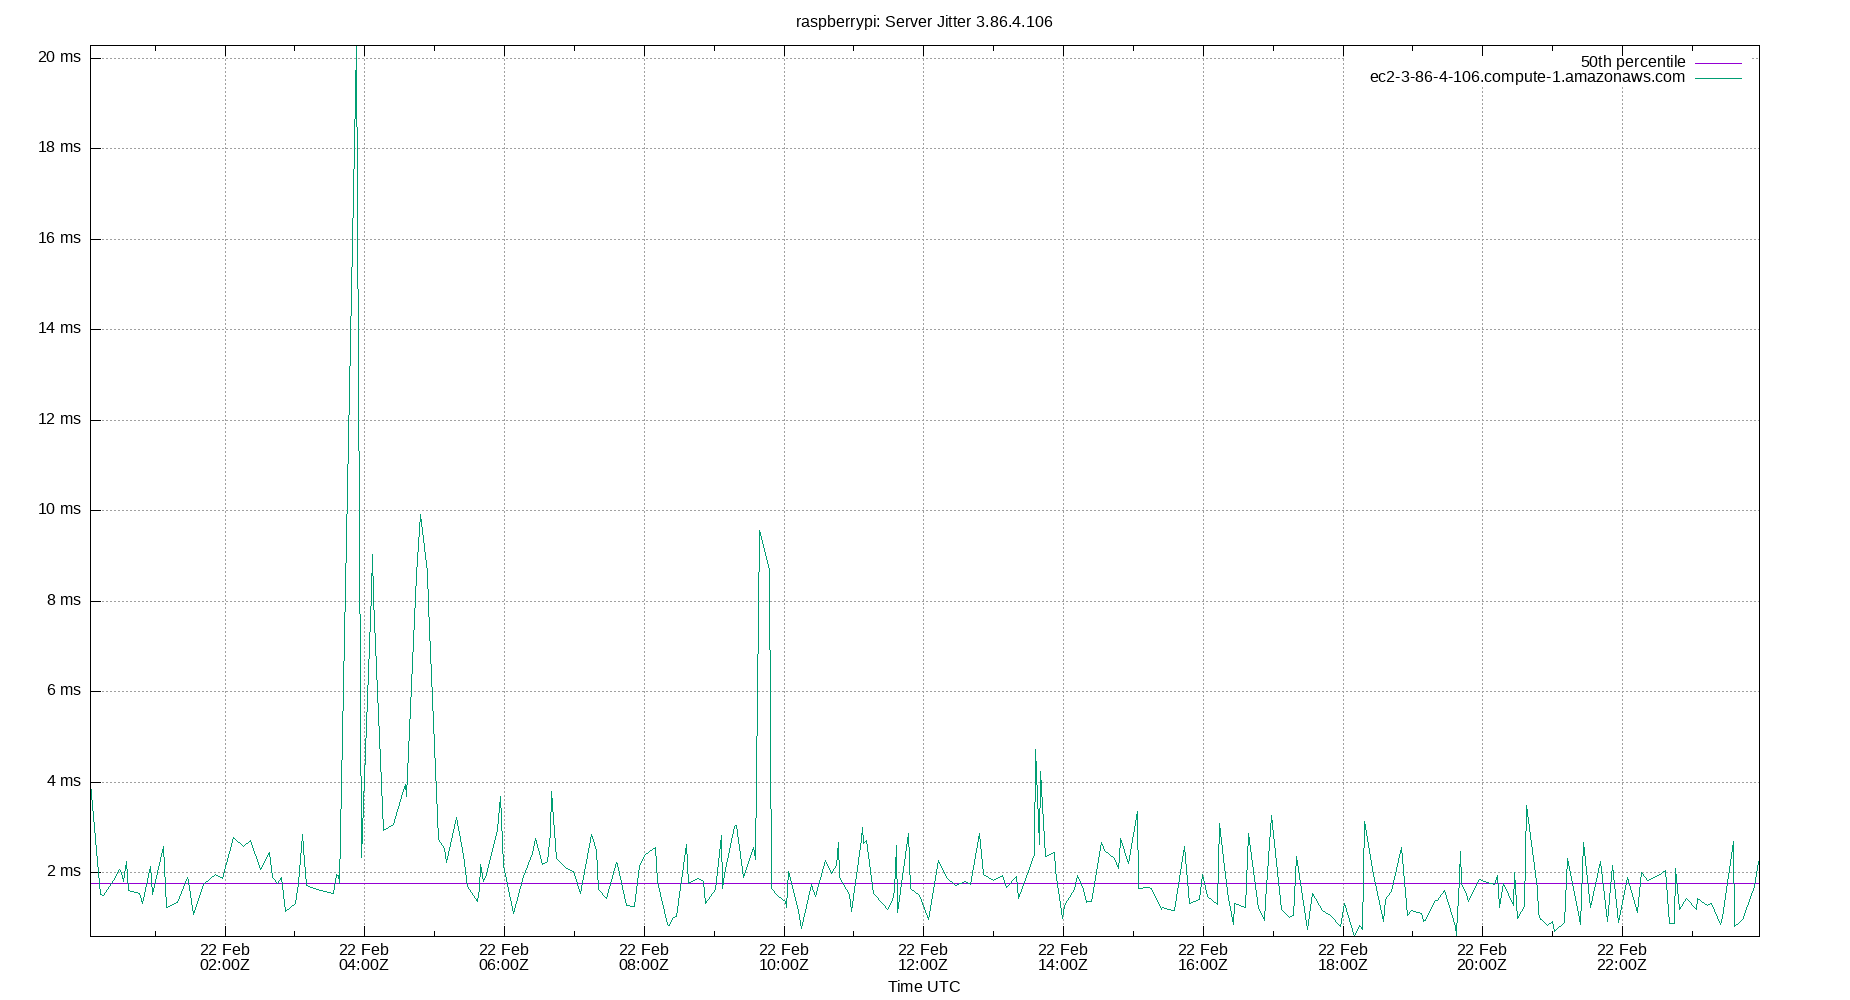 raspberrypi: Server Jitter 3.86.4.106
20 ms
18 ms
16 ms
14 ms
12 ms
10 ms
8 ms
6 ms
4 ms
2 ms
50th percentile
ec2-3-86-4-106.compute-1.amazonaws.com
22 Feb
02:00Z
22 Feb
04:00Z
22 Feb
06:00Z
22 Feb
08:00Z
22 Feb
10:00Z
22 Feb
12:00Z
22 Feb
14:00Z
22 Feb
16:00Z
22 Feb
18:00Z
22 Feb
20:00Z
22 Feb
22:00Z
Time UTC